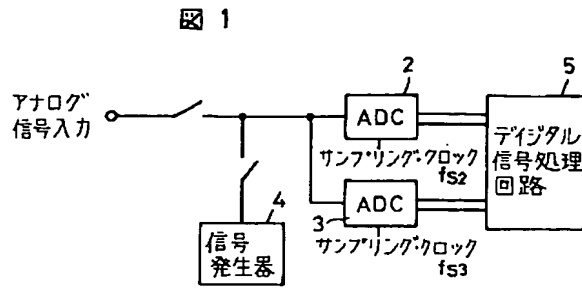 図 1
アナログ
信号入力
2
ADC
サンプリング・クロック
fS2
5
ディジタル
信号処理
回路
3
ADC
サンプリング・クロック
fS3
4
信号
発生器